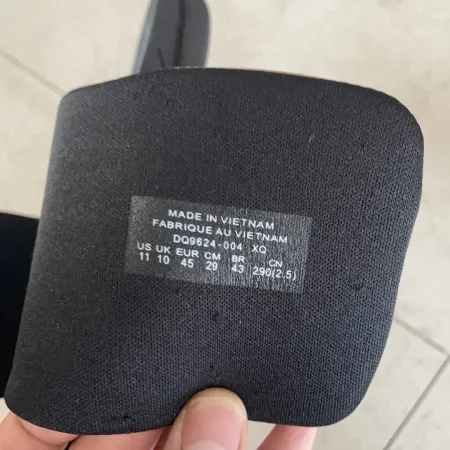 MADE IN VIETNAM
FABRIQUE AU VIETNAM
DQ9624-004 XQ
US UK EUR CM BR CN
11 10 45 29 43 290(2.5)